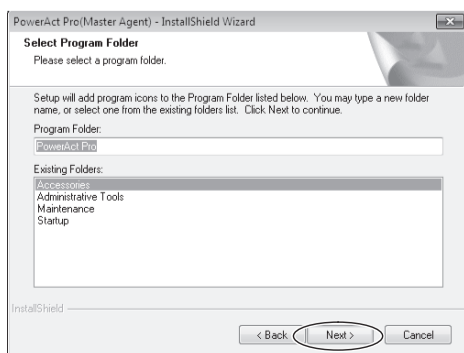 PowerAct Pro(Master Agent) - InstallShield Wizard
Select Program Folder
Please select a program folder.
Setup will add program icons to the Program Folder listed below. You may type a new folder
name, or select one from the existing folders list. Click Next to continue.
Program Folder:
PowerAct Pro
Existing Folders:
Accessories
Administrative Tools
Maintenance
Startup
InstallShield
< Back
Next >
Cancel